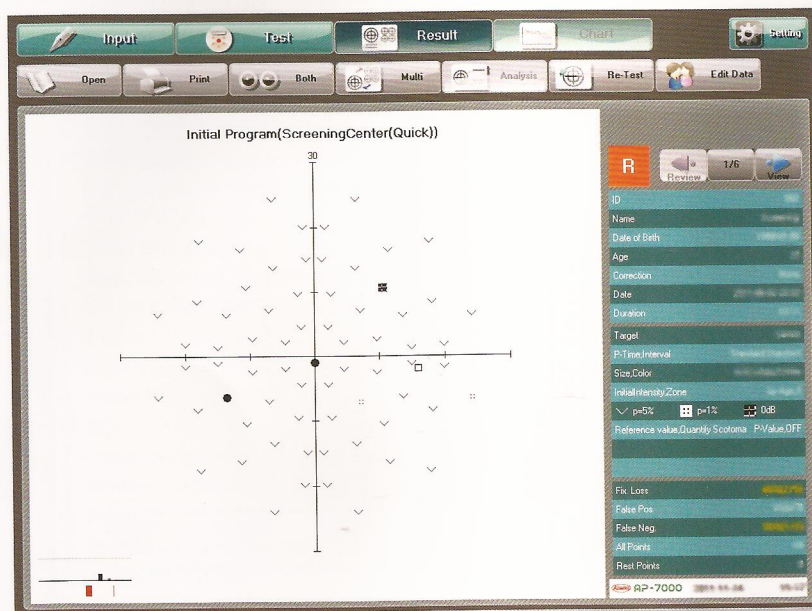 Input Test Result Chart Setting
Open Print Both Multi Analysis Re-Test Edit Data
Initial Program(ScreeningCenter(Quick))
30
R Review 1/6 View
ID
Name
Date of Birth
Age
Correction
Date
Duration
Target
P-Time,Interval
Size,Color
InitialIntensity,Zone
p=5% p=1% 0dB
Reference value,Quantily Scotoma P-Value,OFF
Fix. Loss
False Pos.
False Neg.
All Points
Rest Points
Kowa AP-7000